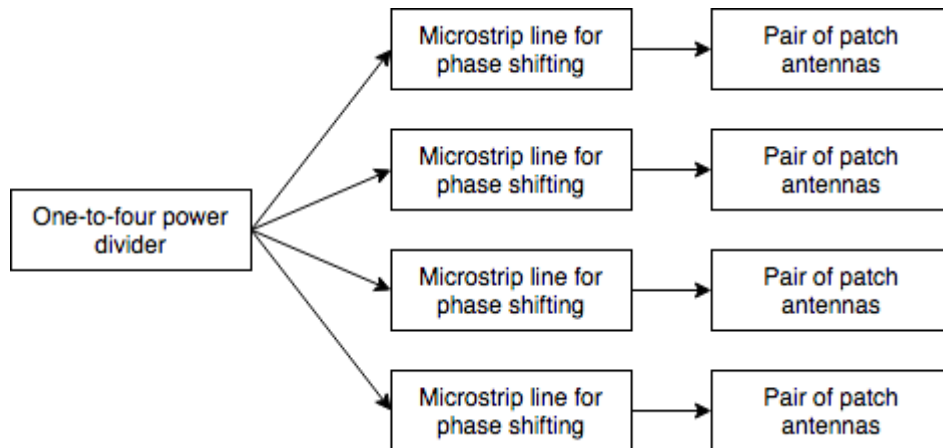 Microstrip line for
phase shifting
Pair of patch
antennas
Microstrip line for
phase shifting
Pair of patch
antennas
One-to-four power
divider
Microstrip line for
phase shifting
Pair of patch
antennas
Microstrip line for
phase shifting
Pair of patch
antennas